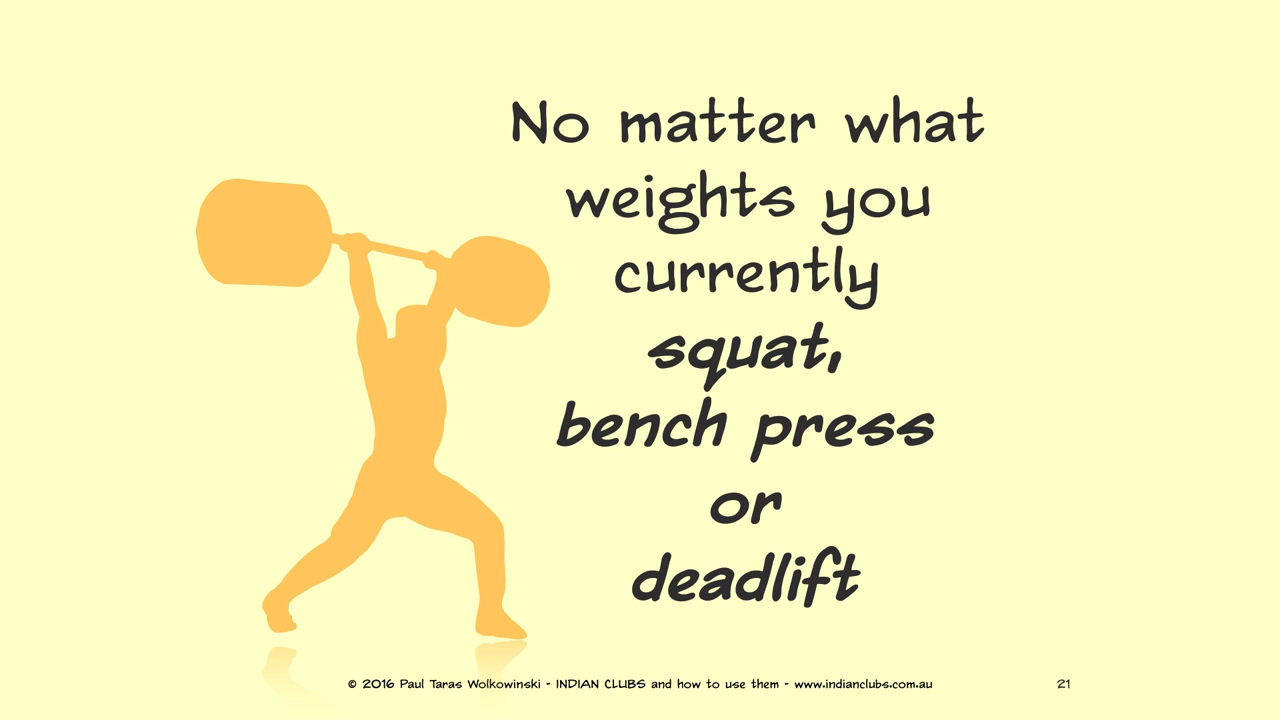 No matter what
weights you
currently
squat,
bench press
or
deadlift
© 2016 Paul Taras Wolkowinski - INDIAN CLUBS and how to use them - www.indianclubs.com.au
21